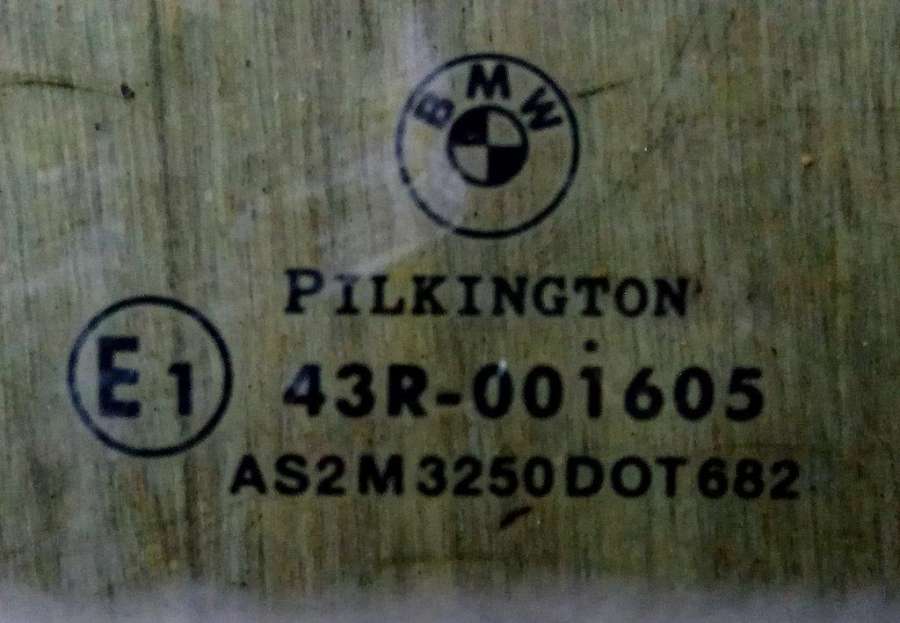 BMW
PILKINGTON
E1
43R-001605
AS2 M3250 DOT 682